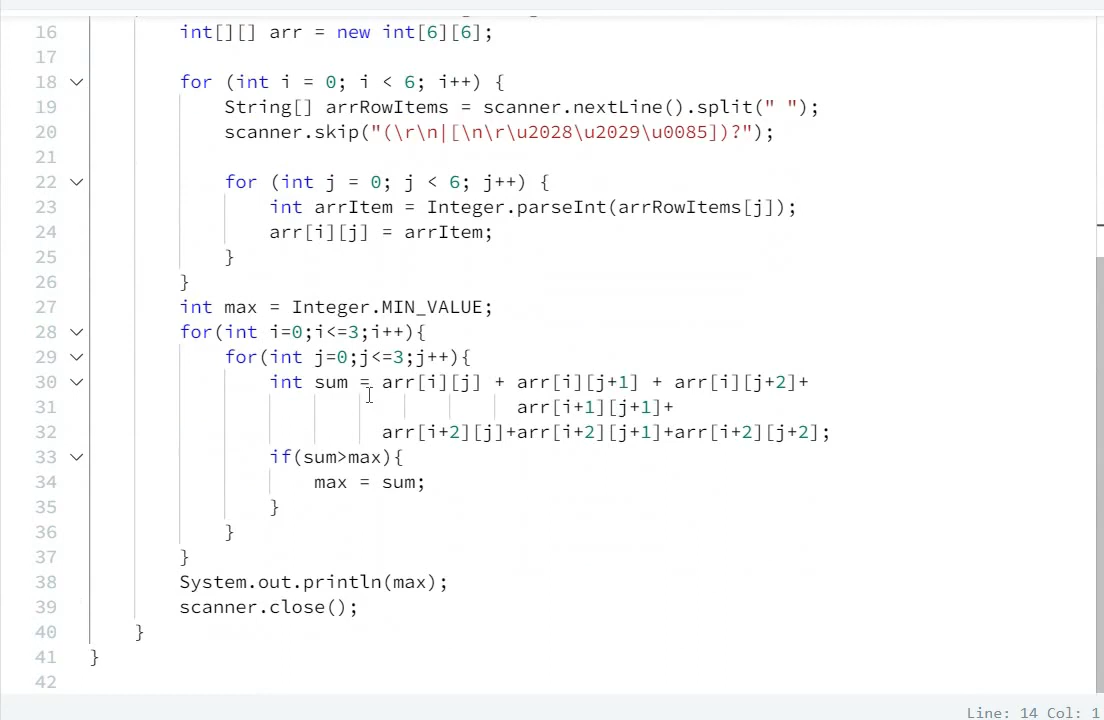 16 int[][] arr = new int[6][6];
17
18 for (int i = 0; i < 6; i++) {
19 String[] arrRowItems = scanner.nextLine().split(" ");
20 scanner.skip("(\r\n|[\n\r\u2028\u2029\u0085])?");
21
22 for (int j = 0; j < 6; j++) {
23 int arrItem = Integer.parseInt(arrRowItems[j]);
24 arr[i][j] = arrItem;
25 }
26 }
27 int max = Integer.MIN_VALUE;
28 for(int i=0;i<=3;i++){
29 for(int j=0;j<=3;j++){
30 int sum = arr[i][j] + arr[i][j+1] + arr[i][j+2]+
31 arr[i+1][j+1]+
32 arr[i+2][j]+arr[i+2][j+1]+arr[i+2][j+2];
33 if(sum>max){
34 max = sum;
35 }
36 }
37 }
38 System.out.println(max);
39 scanner.close();
40 }
41 }
42
Line: 14 Col: 1